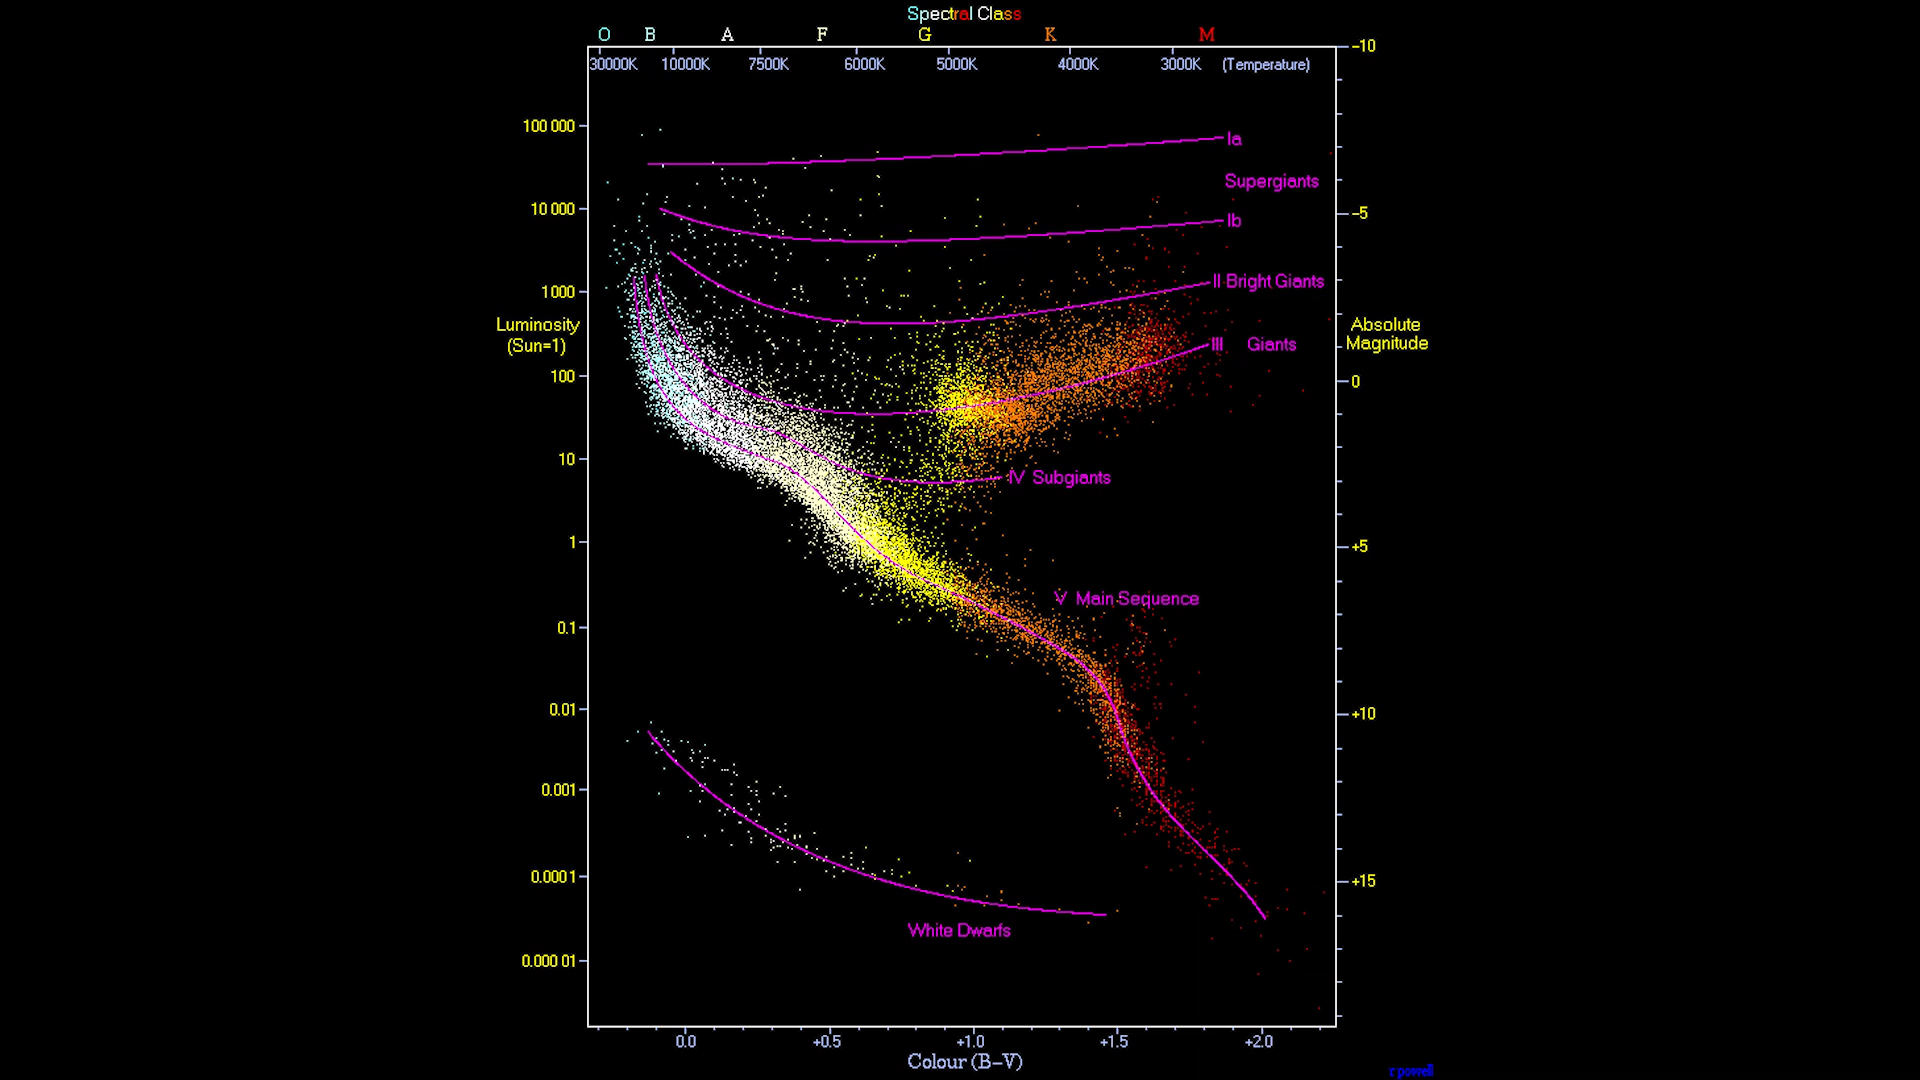 Spectral Class
O B A F G K M
30000K 10000K 7500K 6000K 5000K 4000K 3000K (Temperature)
-10
100 000
Ia
Supergiants
10 000
-5
Ib
1000
II Bright Giants
Luminosity
(Sun=1)
Absolute
Magnitude
III Giants
100
0
10
IV Subgiants
1
+5
V Main Sequence
0.1
0.01
+10
0.001
0.0001
+15
White Dwarfs
0.000 01
0.0 +0.5 +1.0 +1.5 +2.0
Colour (B-V)
r powell